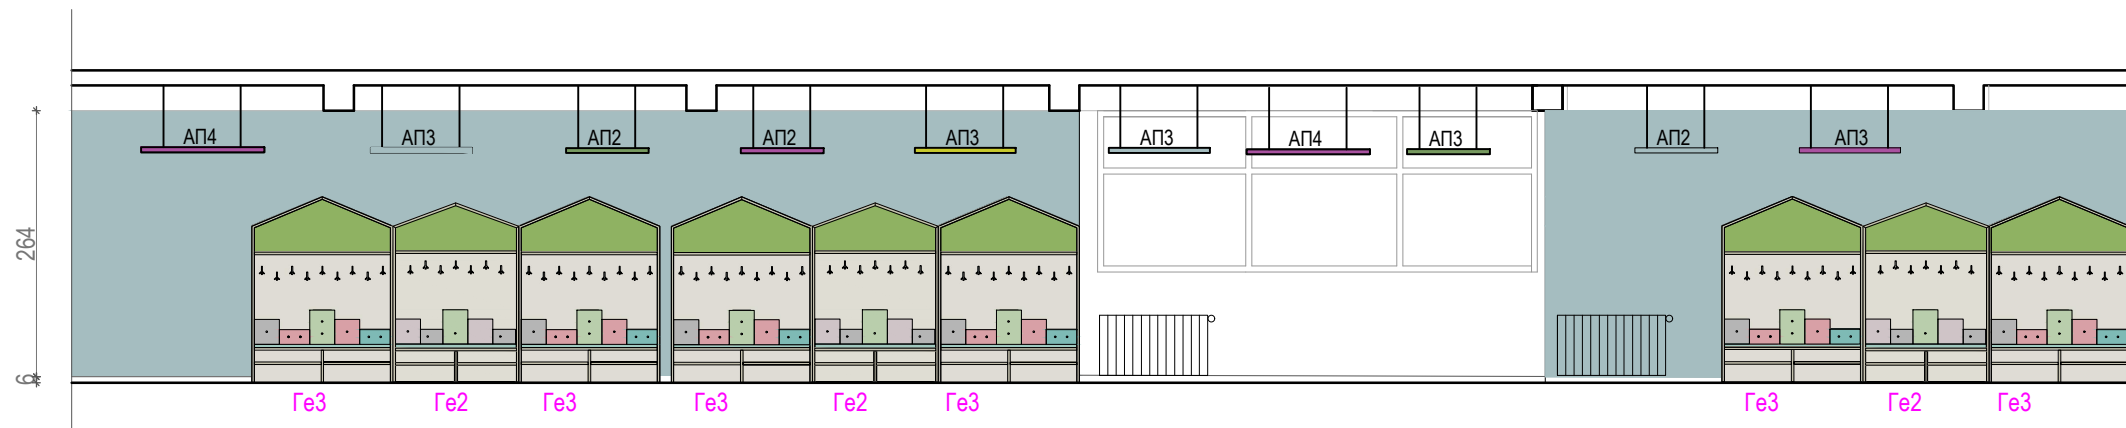 АП4 АП3 АП2 АП2 АП3 АП3 АП4 АП3 АП2 АП3
264
6
Ге3 Ге2 Ге3 Ге3 Ге2 Ге3 Ге3 Ге2 Ге3